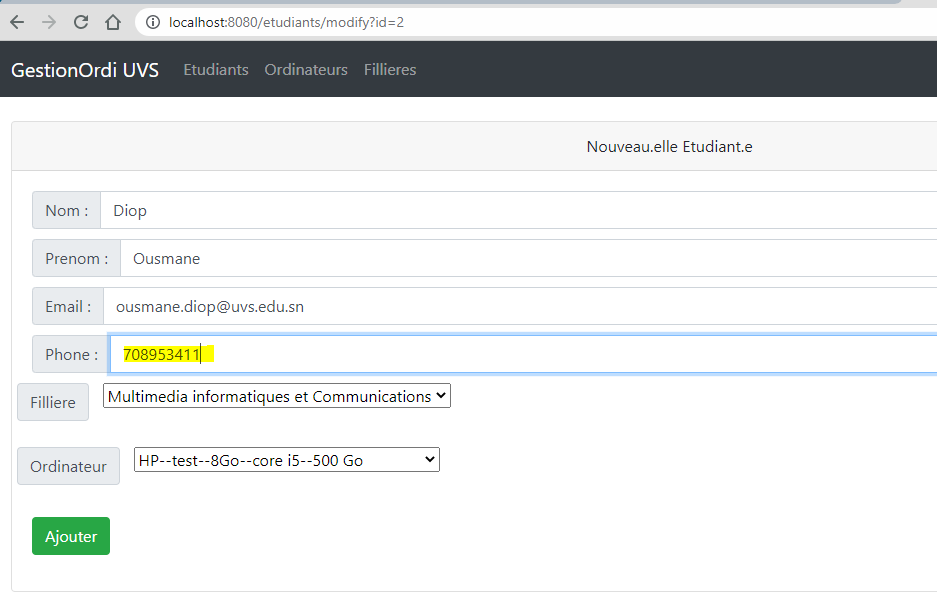 localhost:8080/etudiants/modify?id=2
GestionOrdi UVS Etudiants Ordinateurs Fillieres
Nouveau.elle Etudiant.e
Nom : Diop
Prenom : Ousmane
Email : ousmane.diop@uvs.edu.sn
Phone : 708953411
Filliere Multimedia informatiques et Communications
Ordinateur HP--test--8Go--core i5--500 Go
Ajouter